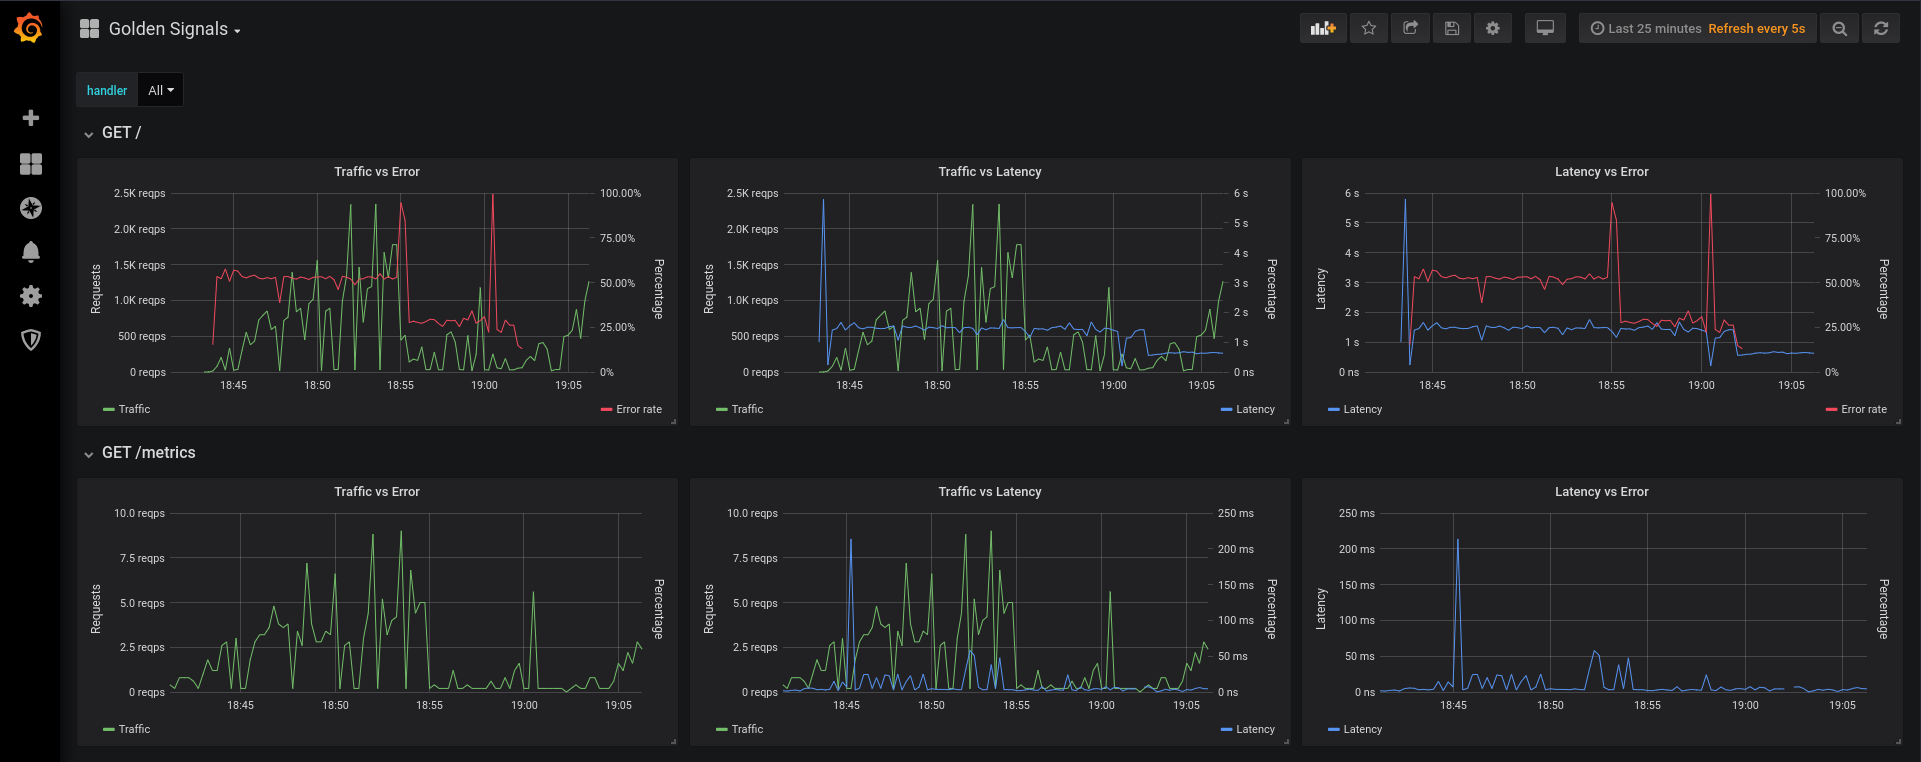 Golden Signals
Last 25 minutes Refresh every 5s
handler All
GET /
Traffic vs Error
2.5K reqps
2.0K reqps
1.5K reqps
1.0K reqps
500 reqps
0 reqps
Requests
100.00%
75.00%
50.00%
25.00%
0%
Percentage
18:45 18:50 18:55 19:00 19:05
Traffic Error rate
Traffic vs Latency
2.5K reqps
2.0K reqps
1.5K reqps
1.0K reqps
500 reqps
0 reqps
Requests
6 s
5 s
4 s
3 s
2 s
1 s
0 ns
Percentage
18:45 18:50 18:55 19:00 19:05
Traffic Latency
Latency vs Error
6 s
5 s
4 s
3 s
2 s
1 s
0 ns
Latency
100.00%
75.00%
50.00%
25.00%
0%
Percentage
18:45 18:50 18:55 19:00 19:05
Latency Error rate
GET /metrics
Traffic vs Error
10.0 reqps
7.5 reqps
5.0 reqps
2.5 reqps
0 reqps
Requests
Percentage
18:45 18:50 18:55 19:00 19:05
Traffic
Traffic vs Latency
10.0 reqps
7.5 reqps
5.0 reqps
2.5 reqps
0 reqps
Requests
250 ms
200 ms
150 ms
100 ms
50 ms
0 ns
Percentage
18:45 18:50 18:55 19:00 19:05
Traffic Latency
Latency vs Error
250 ms
200 ms
150 ms
100 ms
50 ms
0 ns
Latency
Percentage
18:45 18:50 18:55 19:00 19:05
Latency